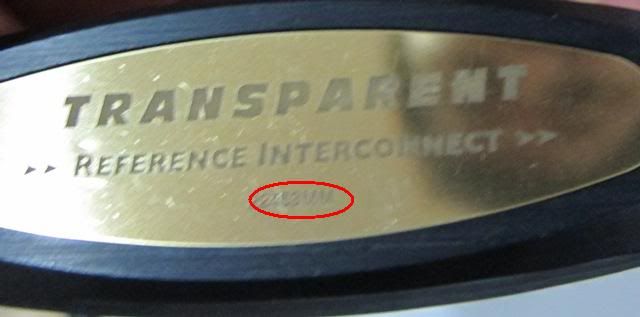 TRANSPARENT
▸▸ REFERENCE INTERCONNECT ▸▸